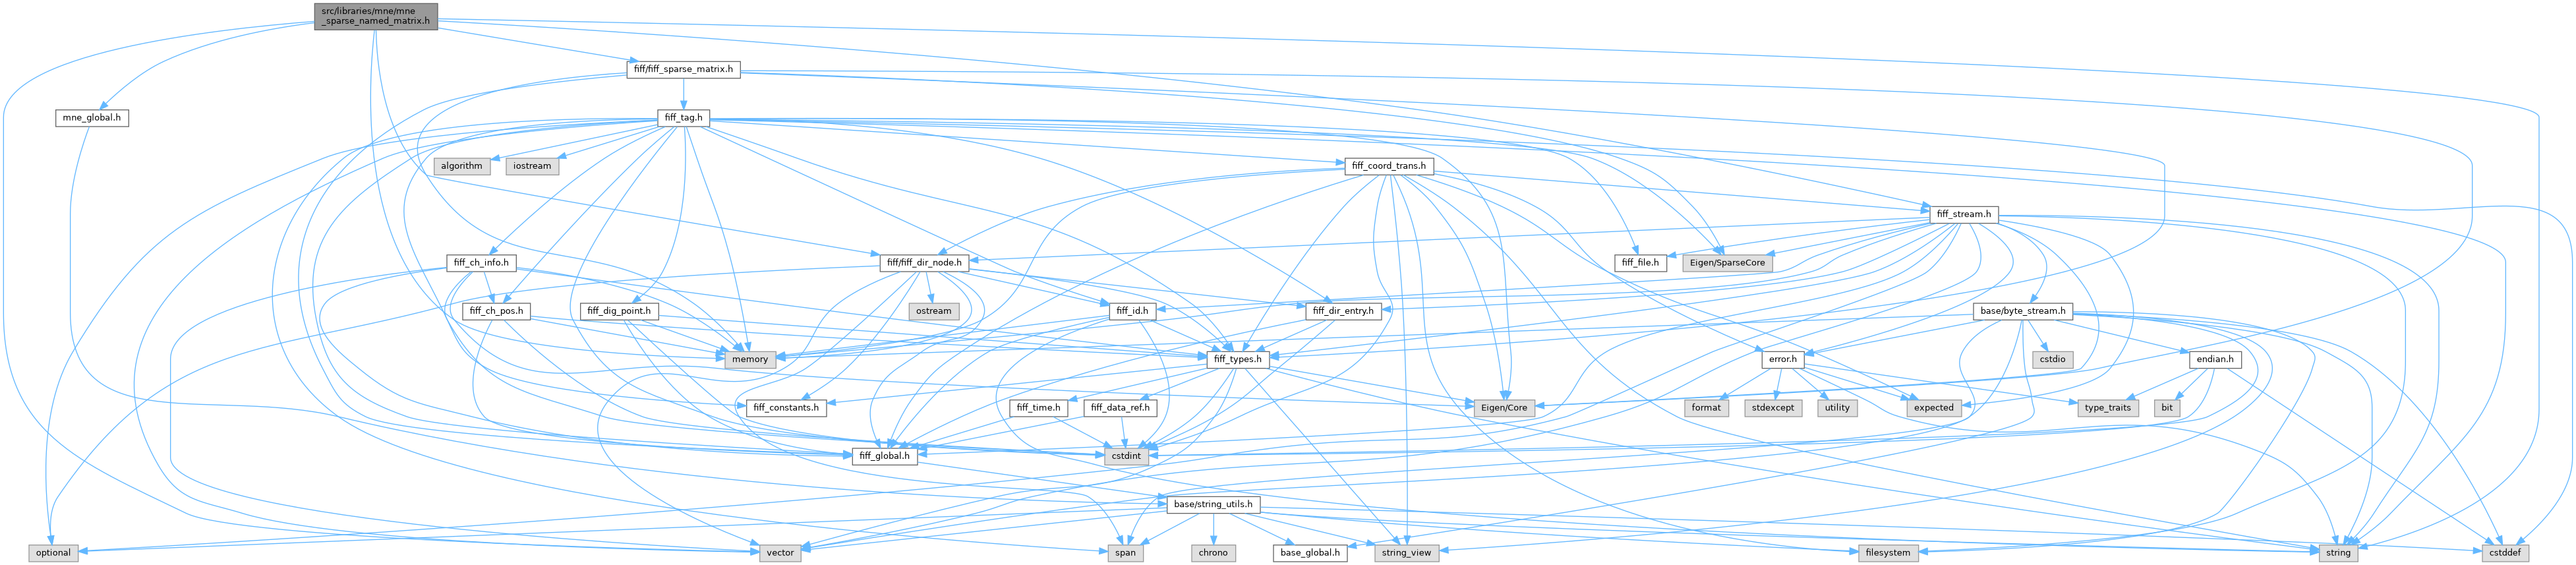 src/libraries/mne/mne
_sparse_named_matrix.h
fiff/fiff_sparse_matrix.h
mne_global.h
fiff_tag.h
algorithm
iostream
fiff_coord_trans.h
fiff_stream.h
fiff_ch_info.h
fiff/fiff_dir_node.h
fiff_file.h
Eigen/SparseCore
fiff_ch_pos.h
fiff_dig_point.h
ostream
fiff_id.h
fiff_dir_entry.h
base/byte_stream.h
memory
fiff_types.h
error.h
cstdio
endian.h
fiff_constants.h
fiff_time.h
fiff_data_ref.h
Eigen/Core
format
stdexcept
utility
expected
type_traits
bit
fiff_global.h
cstdint
base/string_utils.h
optional
vector
span
chrono
base_global.h
string_view
filesystem
string
cstddef